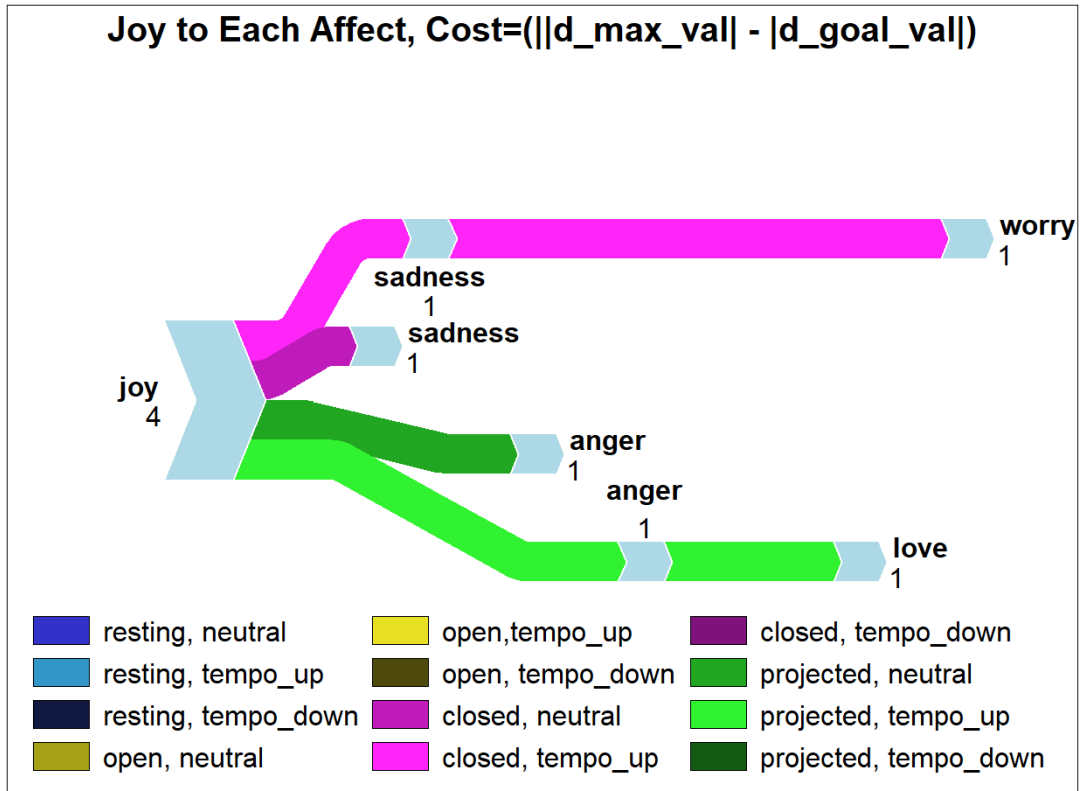 Joy to Each Affect, Cost=(||d_max_val| - |d_goal_val|)
worry
1
sadness
1
sadness
1
joy
4
anger
1
anger
1
love
1
resting, neutral
open,tempo_up
closed, tempo_down
resting, tempo_up
open, tempo_down
projected, neutral
resting, tempo_down
closed, neutral
projected, tempo_up
open, neutral
closed, tempo_up
projected, tempo_down